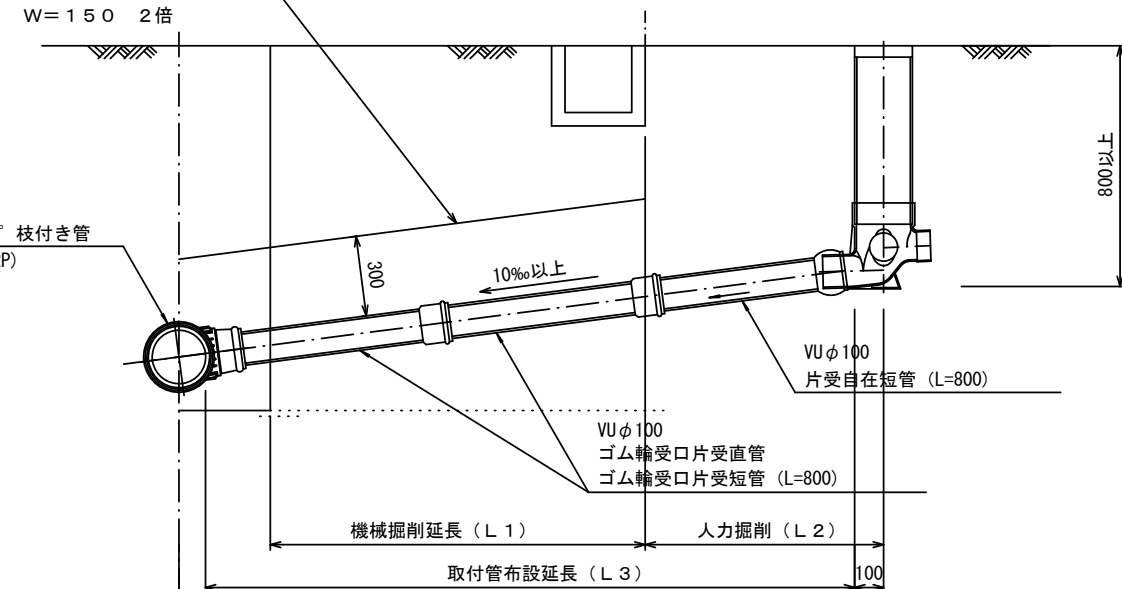 W=150 2倍
800以上
枝付き管
P)
300
10‰以上
VUφ100
片受自在短管 (L=800)
VUφ100
ゴム輪受口片受直管
ゴム輪受口片受短管 (L=800)
機械掘削延長(L1)
人力掘削(L2)
取付管布設延長(L3)
100